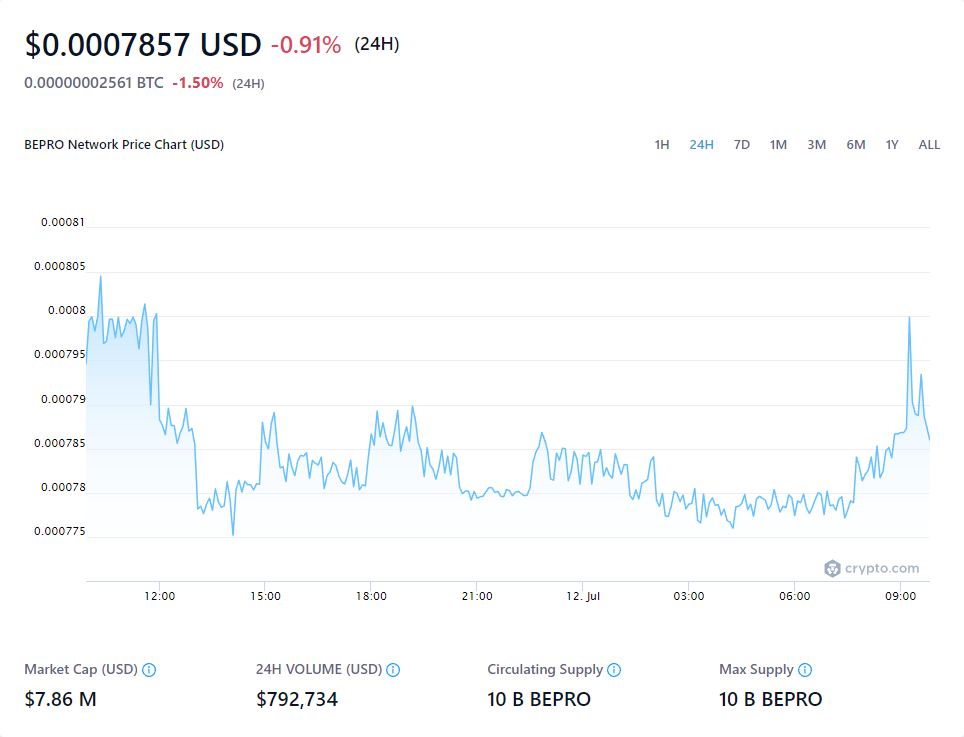 $0.0007857 USD -0.91% (24H)
0.00000002561 BTC -1.50% (24H)
BEPRO Network Price Chart (USD) 1H 24H 7D 1M 3M 6M 1Y ALL
0.00081
0.000805
0.0008
0.000795
0.00079
0.000785
0.00078
0.000775
crypto.com
12:00 15:00 18:00 21:00 12. Jul 03:00 06:00 09:00
Market Cap (USD) 24H VOLUME (USD) Circulating Supply Max Supply
$7.86 M $792,734 10 B BEPRO 10 B BEPRO